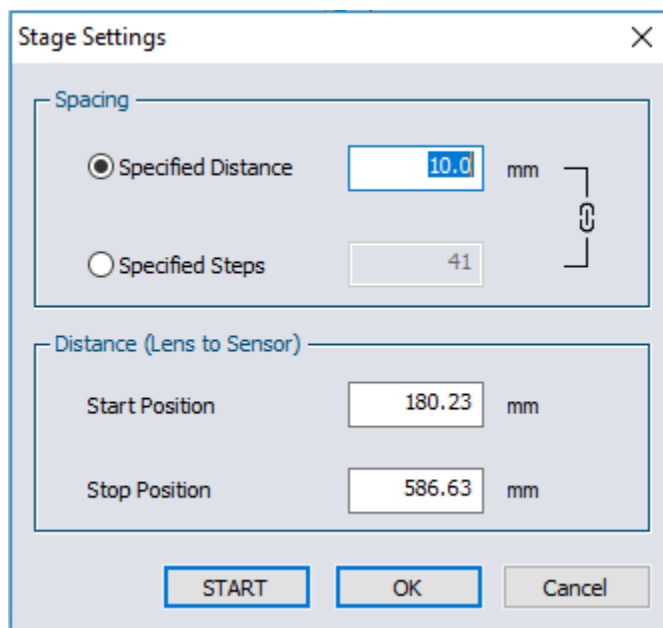 Stage Settings
Spacing
Specified Distance 10.0 mm
Specified Steps 41
Distance (Lens to Sensor)
Start Position 180.23 mm
Stop Position 586.63 mm
START OK Cancel